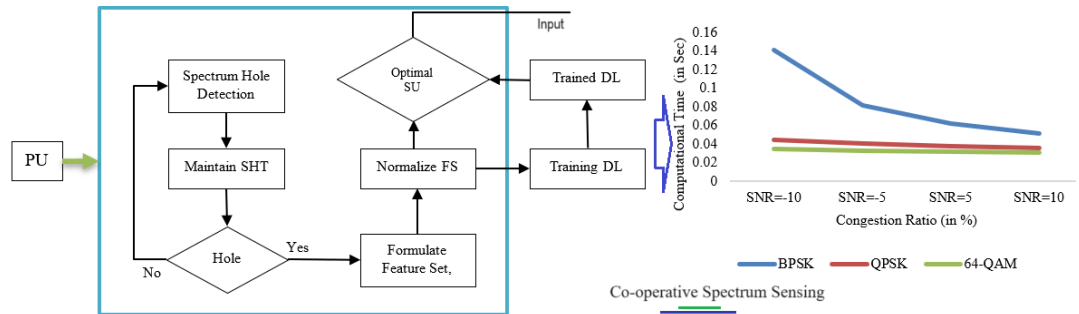 PU
Spectrum Hole
Detection
Maintain SHT
Hole
No
Yes
Formulate
Feature Set,
Normalize FS
Optimal
SU
Input
Trained DL
Training DL
Computational Time (in Sec)
0.16
0.14
0.12
0.1
0.08
0.06
0.04
0.02
0
SNR=-10 SNR=-5 SNR=5 SNR=10
Congestion Ratio (in %)
BPSK QPSK 64-QAM
Co-operative Spectrum Sensing